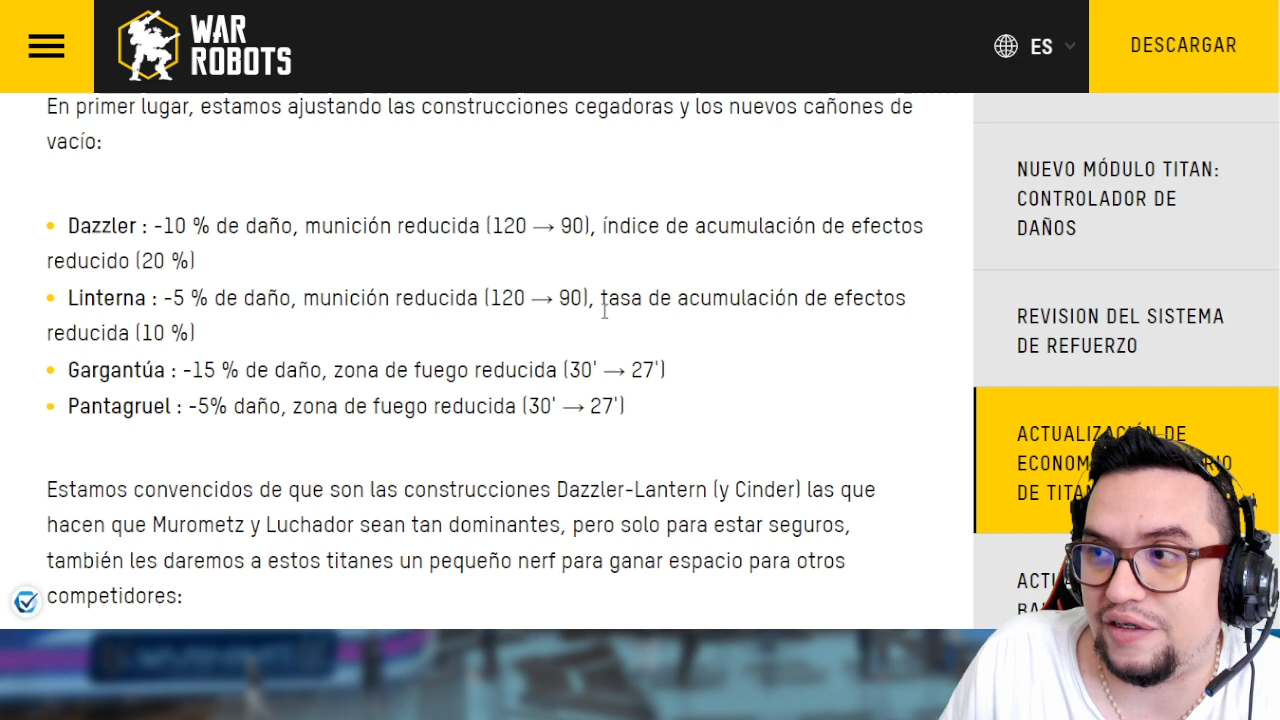 WAR
ROBOTS
ES
DESCARGAR
En primer lugar, estamos ajustando las construcciones cegadoras y los nuevos cañones de
vacío:
Dazzler : -10 % de daño, munición reducida (120 → 90), índice de acumulación de efectos
reducido (20 %)
Linterna : -5 % de daño, munición reducida (120 → 90), tasa de acumulación de efectos
reducida (10 %)
Gargantúa : -15 % de daño, zona de fuego reducida (30' → 27')
Pantagruel : -5% daño, zona de fuego reducida (30' → 27')
Estamos convencidos de que son las construcciones Dazzler-Lantern (y Cinder) las que
hacen que Murometz y Luchador sean tan dominantes, pero solo para estar seguros,
también les daremos a estos titanes un pequeño nerf para ganar espacio para otros
competidores:
NUEVO MÓDULO TITAN:
CONTROLADOR DE
DAÑOS
REVISION DEL SISTEMA
DE REFUERZO
ACTUALIZACIÓN DE
DE